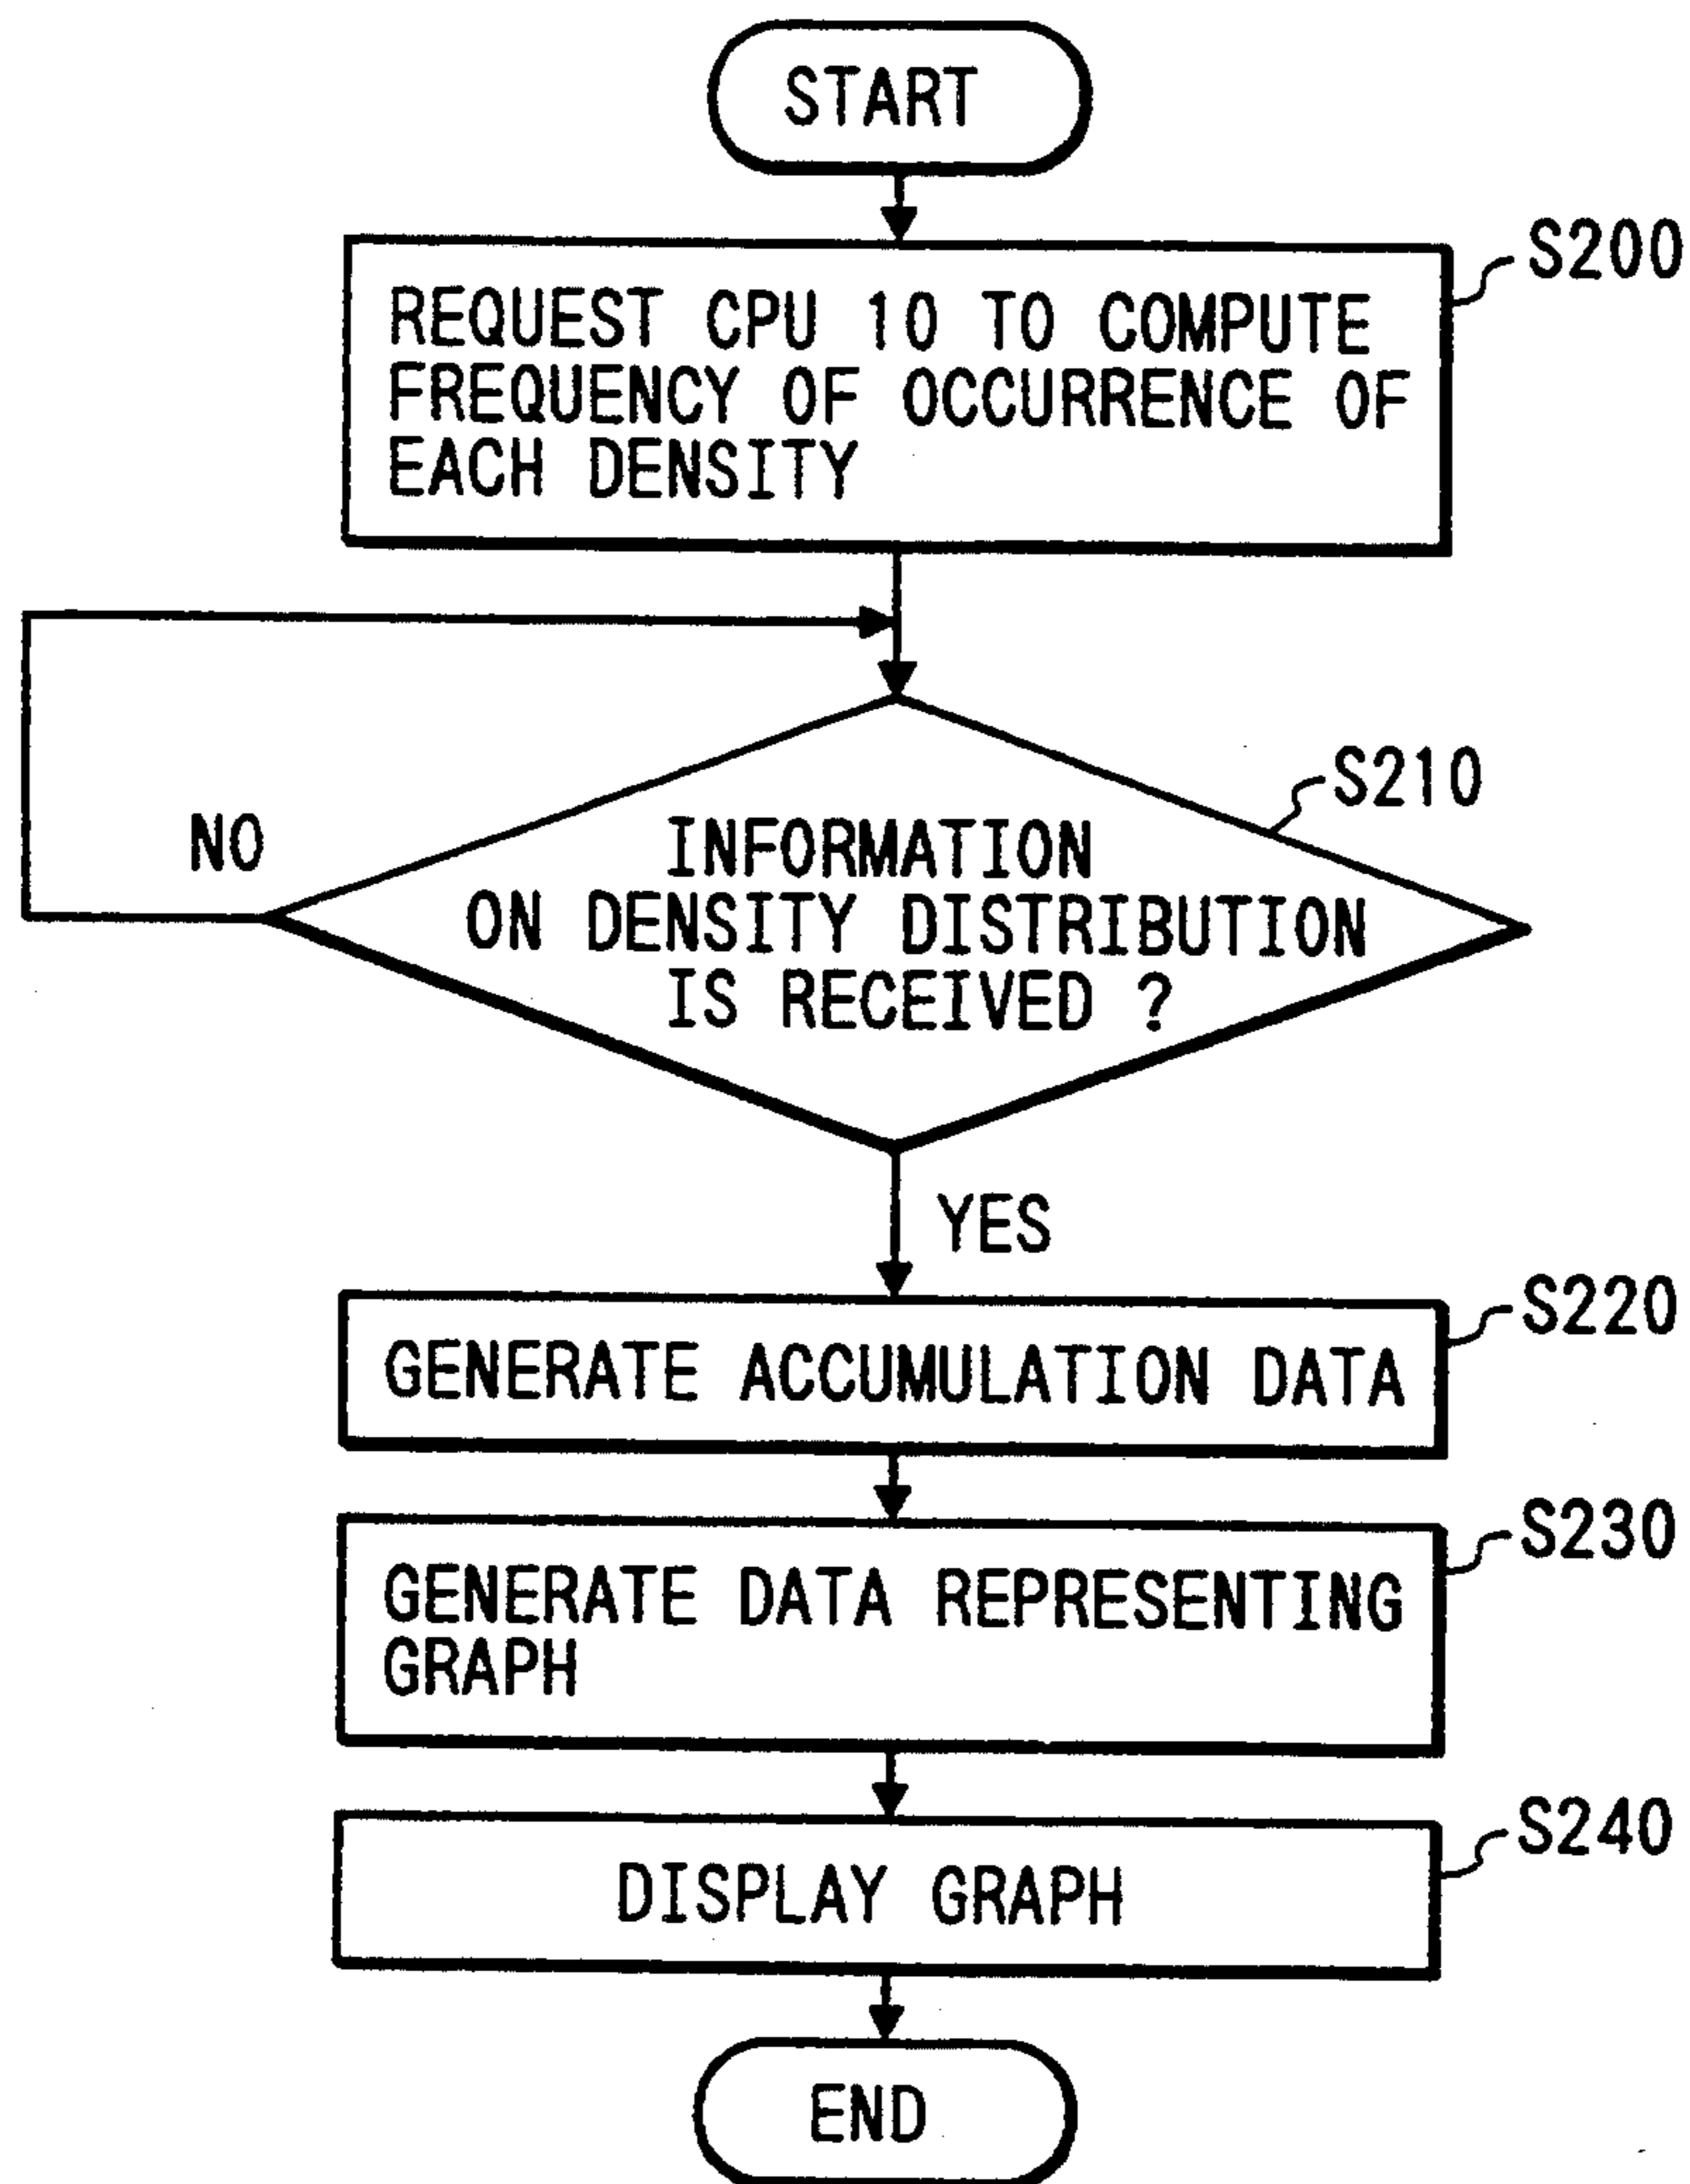 START
S200
REQUEST CPU 10 TO COMPUTE
FREQUENCY OF OCCURRENCE OF
EACH DENSITY
S210
NO
INFORMATION
ON DENSITY DISTRIBUTION
IS RECEIVED ?
YES
S220
GENERATE ACCUMULATION DATA
S230
GENERATE DATA REPRESENTING
GRAPH
S240
DISPLAY GRAPH
END